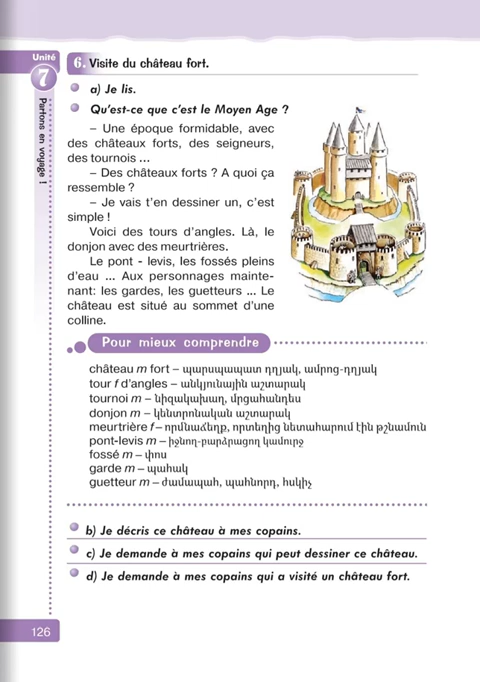 Unité
7
Partons en voyage !
6. Visite du château fort.
a) Je lis.
Qu'est-ce que c'est le Moyen Age ?
– Une époque formidable, avec
des châteaux forts, des seigneurs,
des tournois ...
– Des châteaux forts ? A quoi ça
ressemble ?
– Je vais t'en dessiner un, c'est
simple !
Voici des tours d'angles. Là, le
donjon avec des meurtrières.
Le pont - levis, les fossés pleins
d'eau ... Aux personnages mainte-
nant: les gardes, les guetteurs ... Le
château est situé au sommet d'une
colline.
Pour mieux comprendre
château m fort – պարսպապատ դղյակ, ամրոց-դղյակ
tour f d'angles – անկյունային աշտարակ
tournoi m – նիզակախաղ, մրցահանդես
donjon m – կենտրոնական աշտարակ
meurtrière f – որմնաճեղք, որտեղից նետահարում էին թշնամուն
pont-levis m – իջնող-բարձրացող կամուրջ
fossé m – փոս
garde m – պահակ
guetteur m – ժամապահ, պահնորդ, հսկիչ
b) Je décris ce château à mes copains.
c) Je demande à mes copains qui peut dessiner ce château.
d) Je demande à mes copains qui a visité un château fort.
126